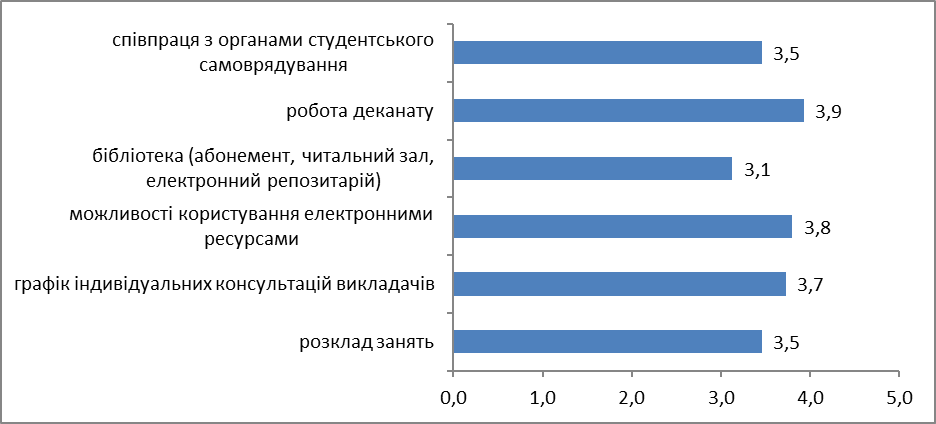 співпраця з органами студентського
самоврядування
3,5
робота деканату
3,9
бібліотека (абонемент, читальний зал,
електронний репозитарій)
3,1
можливості користування електронними
ресурсами
3,8
графік індивідуальних консультацій викладачів
3,7
розклад занять
3,5
0,0 1,0 2,0 3,0 4,0 5,0